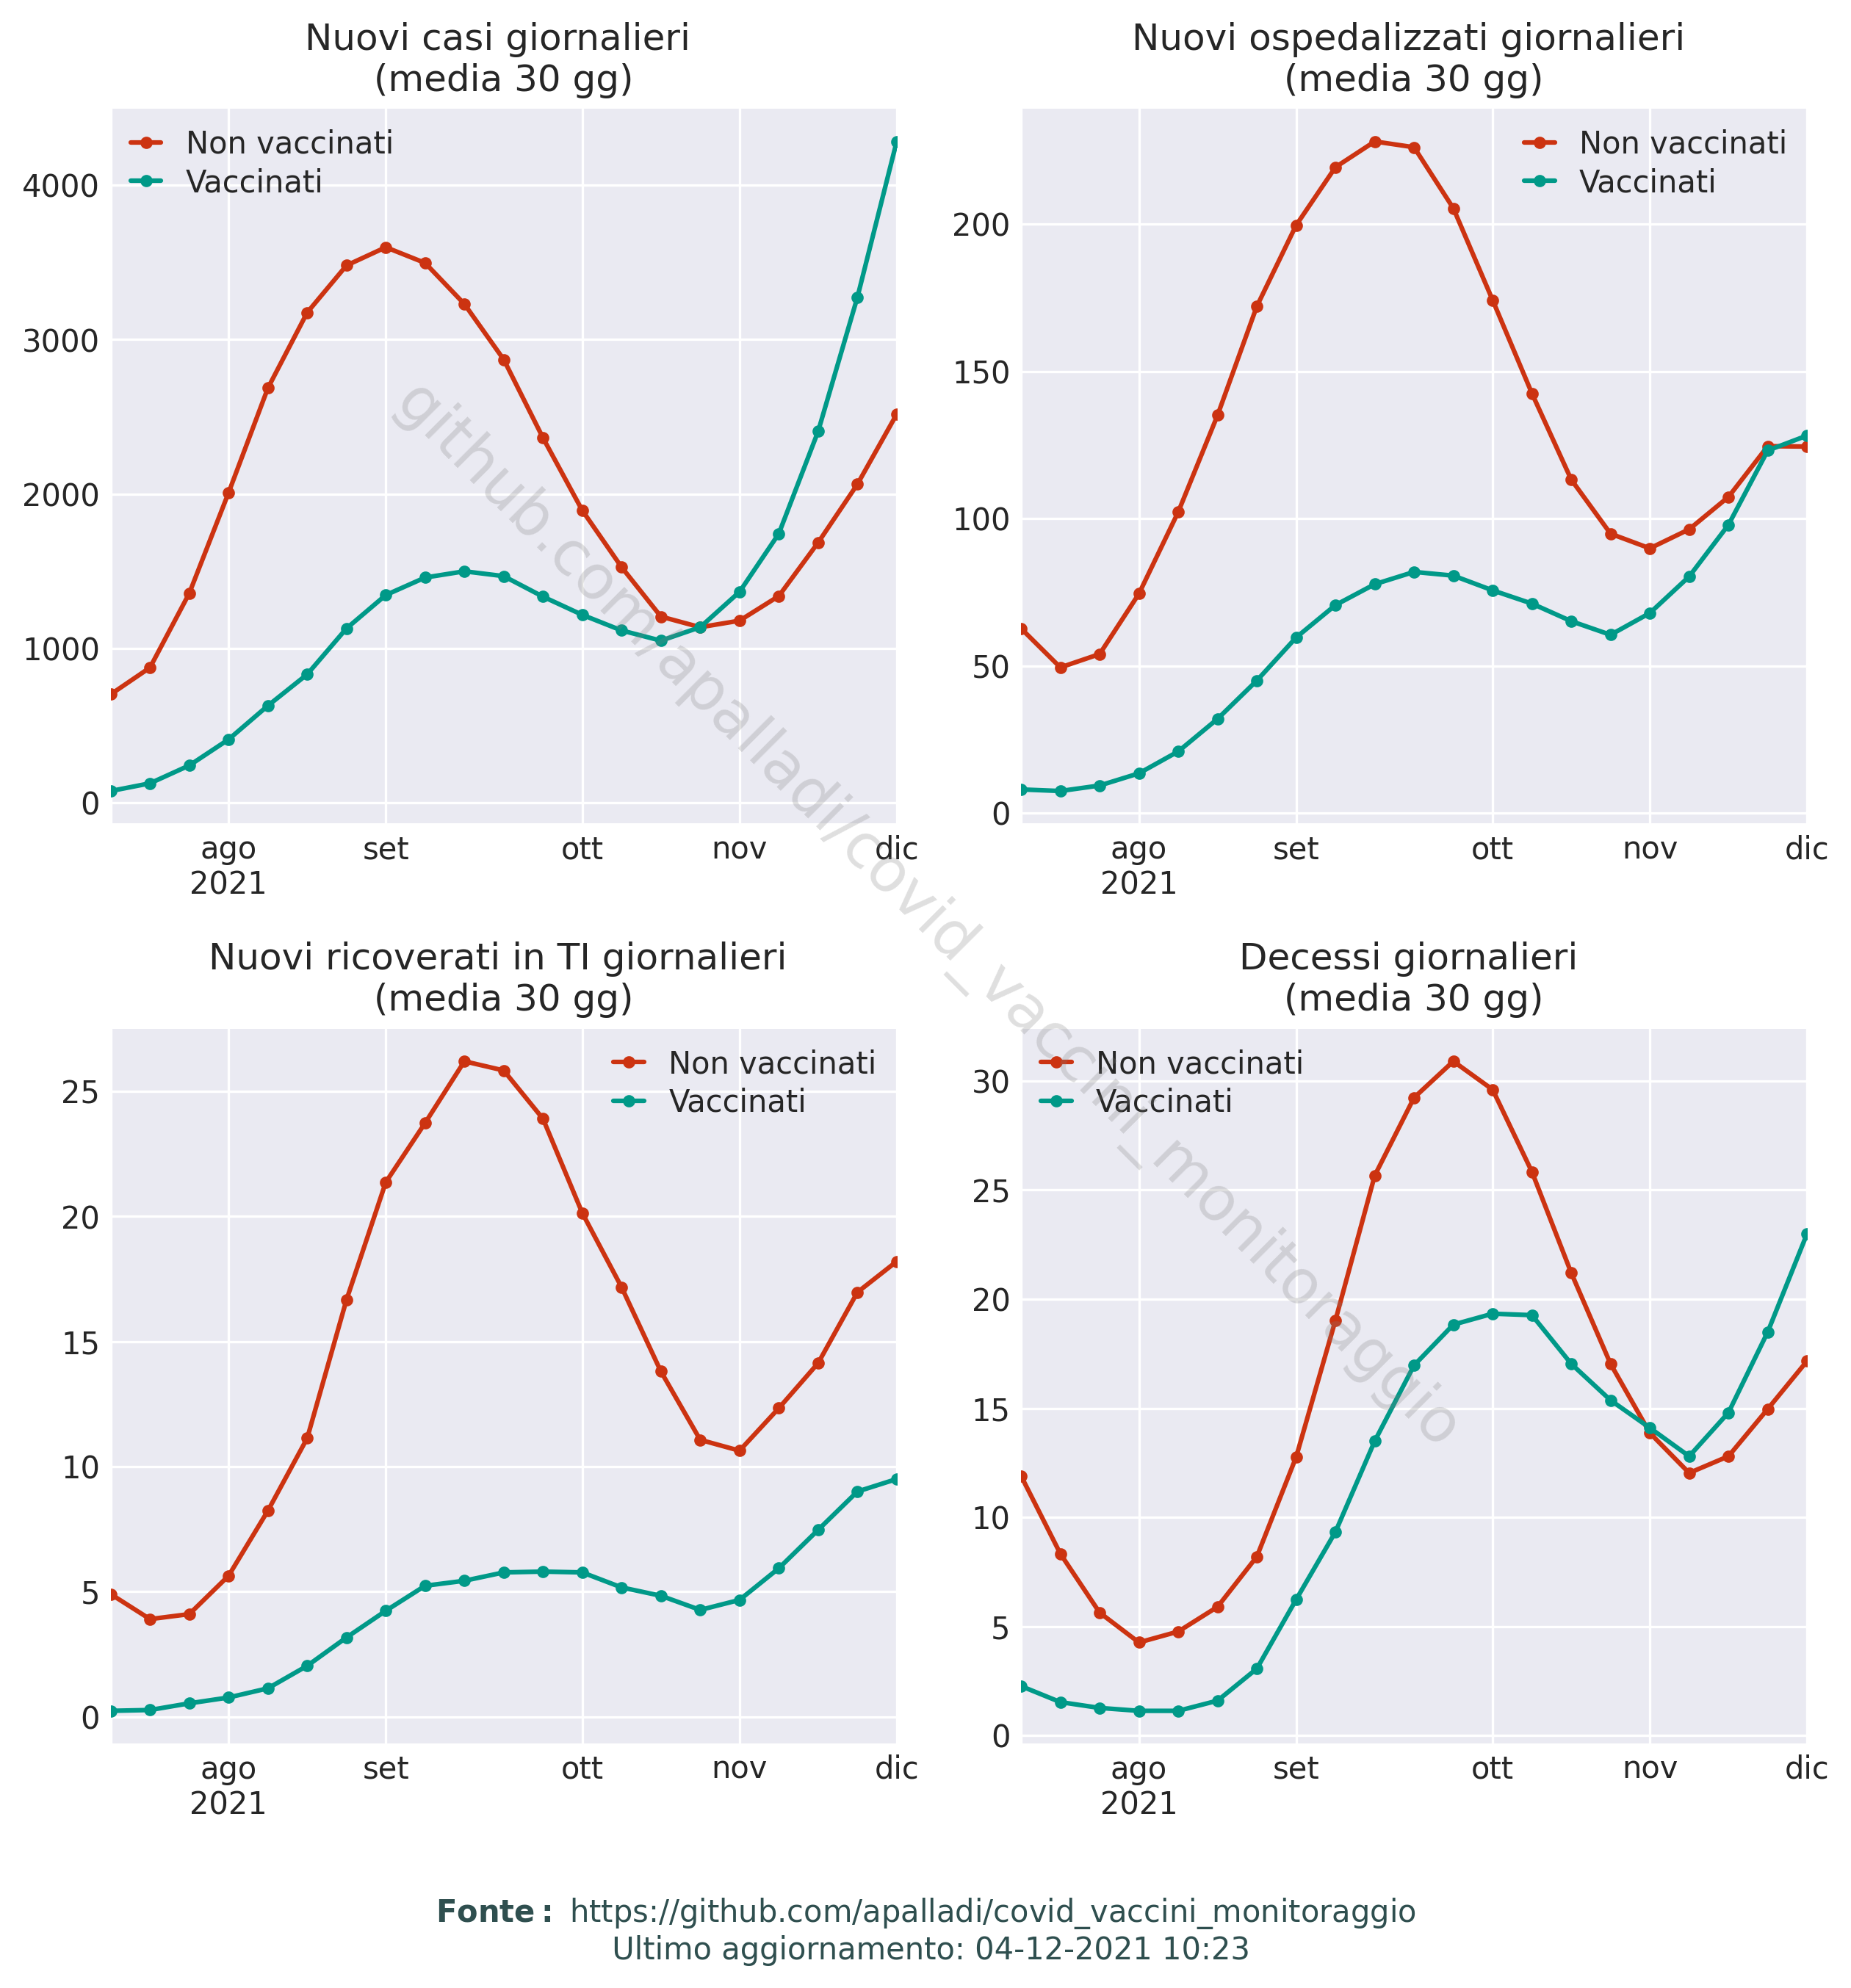 Nuovi casi giornalieri
(media 30 gg)
Non vaccinati
Vaccinati
4000
3000
2000
1000
0
ago
2021
set
ott
nov
dic
Nuovi ospedalizzati giornalieri
(media 30 gg)
Non vaccinati
Vaccinati
200
150
100
50
0
ago
2021
set
ott
nov
dic
Nuovi ricoverati in TI giornalieri
(media 30 gg)
Non vaccinati
Vaccinati
25
20
15
10
5
0
ago
2021
set
ott
nov
dic
Decessi giornalieri
(media 30 gg)
Non vaccinati
Vaccinati
30
25
20
15
10
5
0
ago
2021
set
ott
nov
dic
github.com/apalladi/covid_vaccini_monitoraggio
Fonte: https://github.com/apalladi/covid_vaccini_monitoraggio
Ultimo aggiornamento: 04-12-2021 10:23